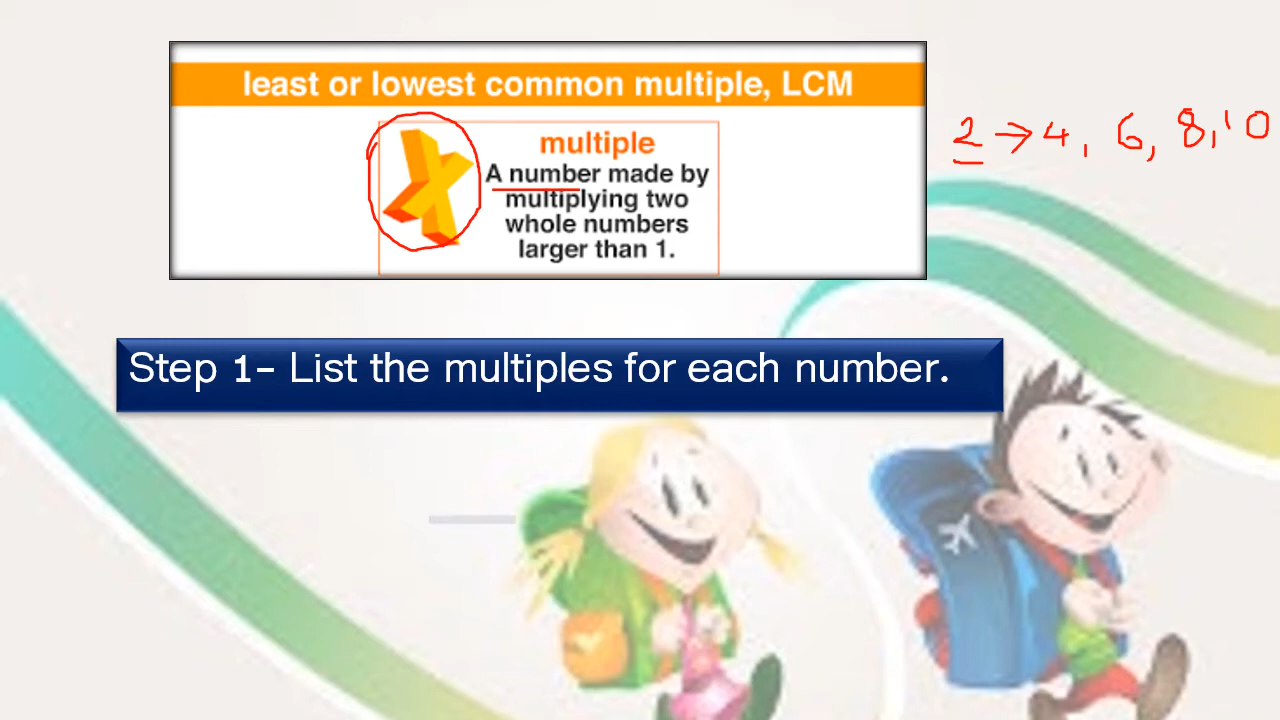 least or lowest common multiple, LCM
multiple
A number made by
multiplying two
whole numbers
larger than 1.
2 → 4, 6, 8, 10
Step 1- List the multiples for each number.